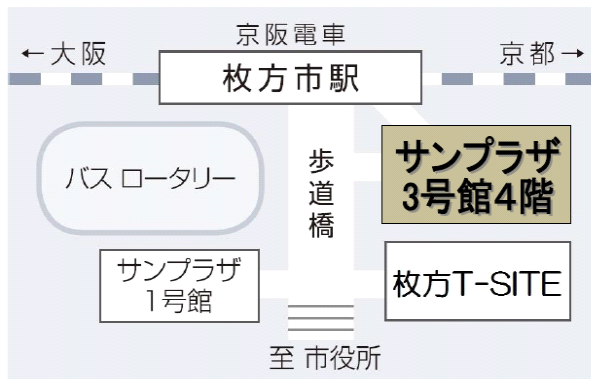 京阪電車
←大阪
京都→
枚方市駅
バス ロータリー
歩道橋
サンプラザ
3号館4階
サンプラザ
1号館
枚方T-SITE
至 市役所